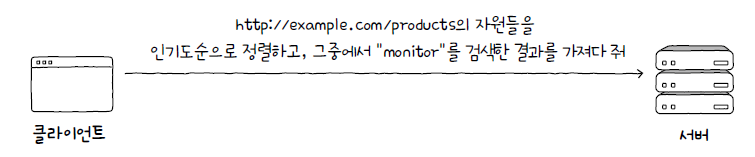 http://example.com/products의 자원들을
인기도순으로 정렬하고, 그중에서 "monitor"를 검색한 결과를 가져다 줘
클라이언트
서버